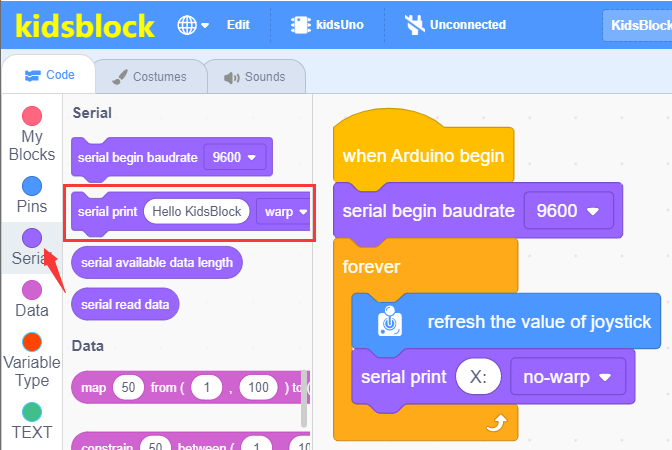 kidsblock Edit kidsUno Unconnected KidsBlock
Code Costumes Sounds
My Blocks
Pins
Serial
Data
Variable Type
TEXT
Serial
serial begin baudrate 9600
serial print Hello KidsBlock warp
serial available data length
serial read data
Data
map 50 from ( 1 , 100 ) to (
constrain 50 between ( 1
when Arduino begin
serial begin baudrate 9600
forever
refresh the value of joystick
serial print X: no-warp